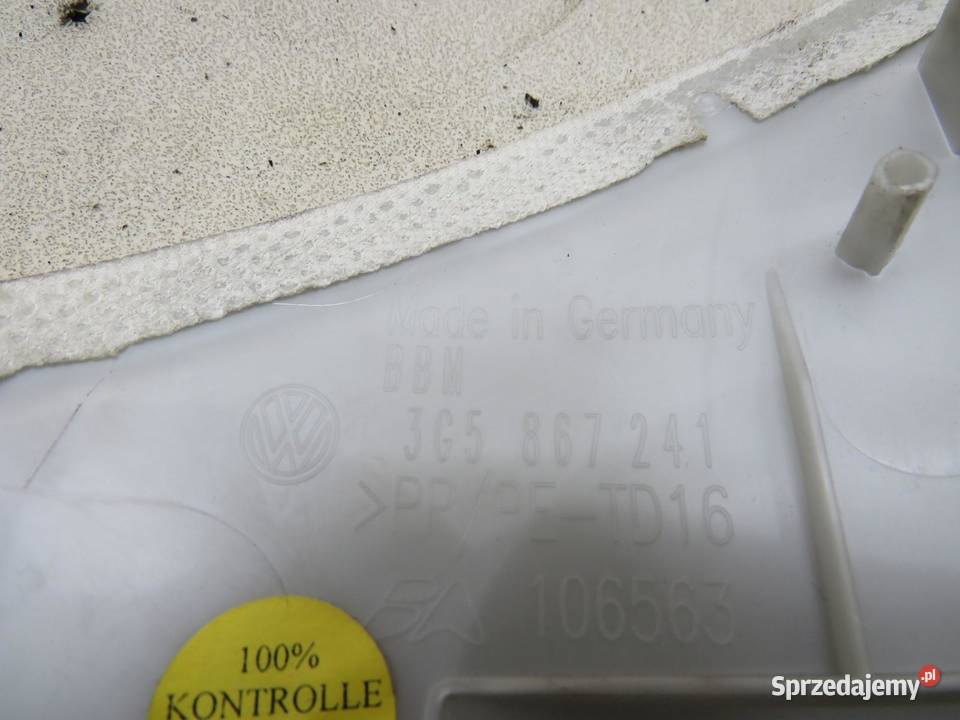 Made in Germany
BBM
3G5 867 241
>PP/PE-TD16
106563
100%
KONTROLLE
Sprzedajemy.pl